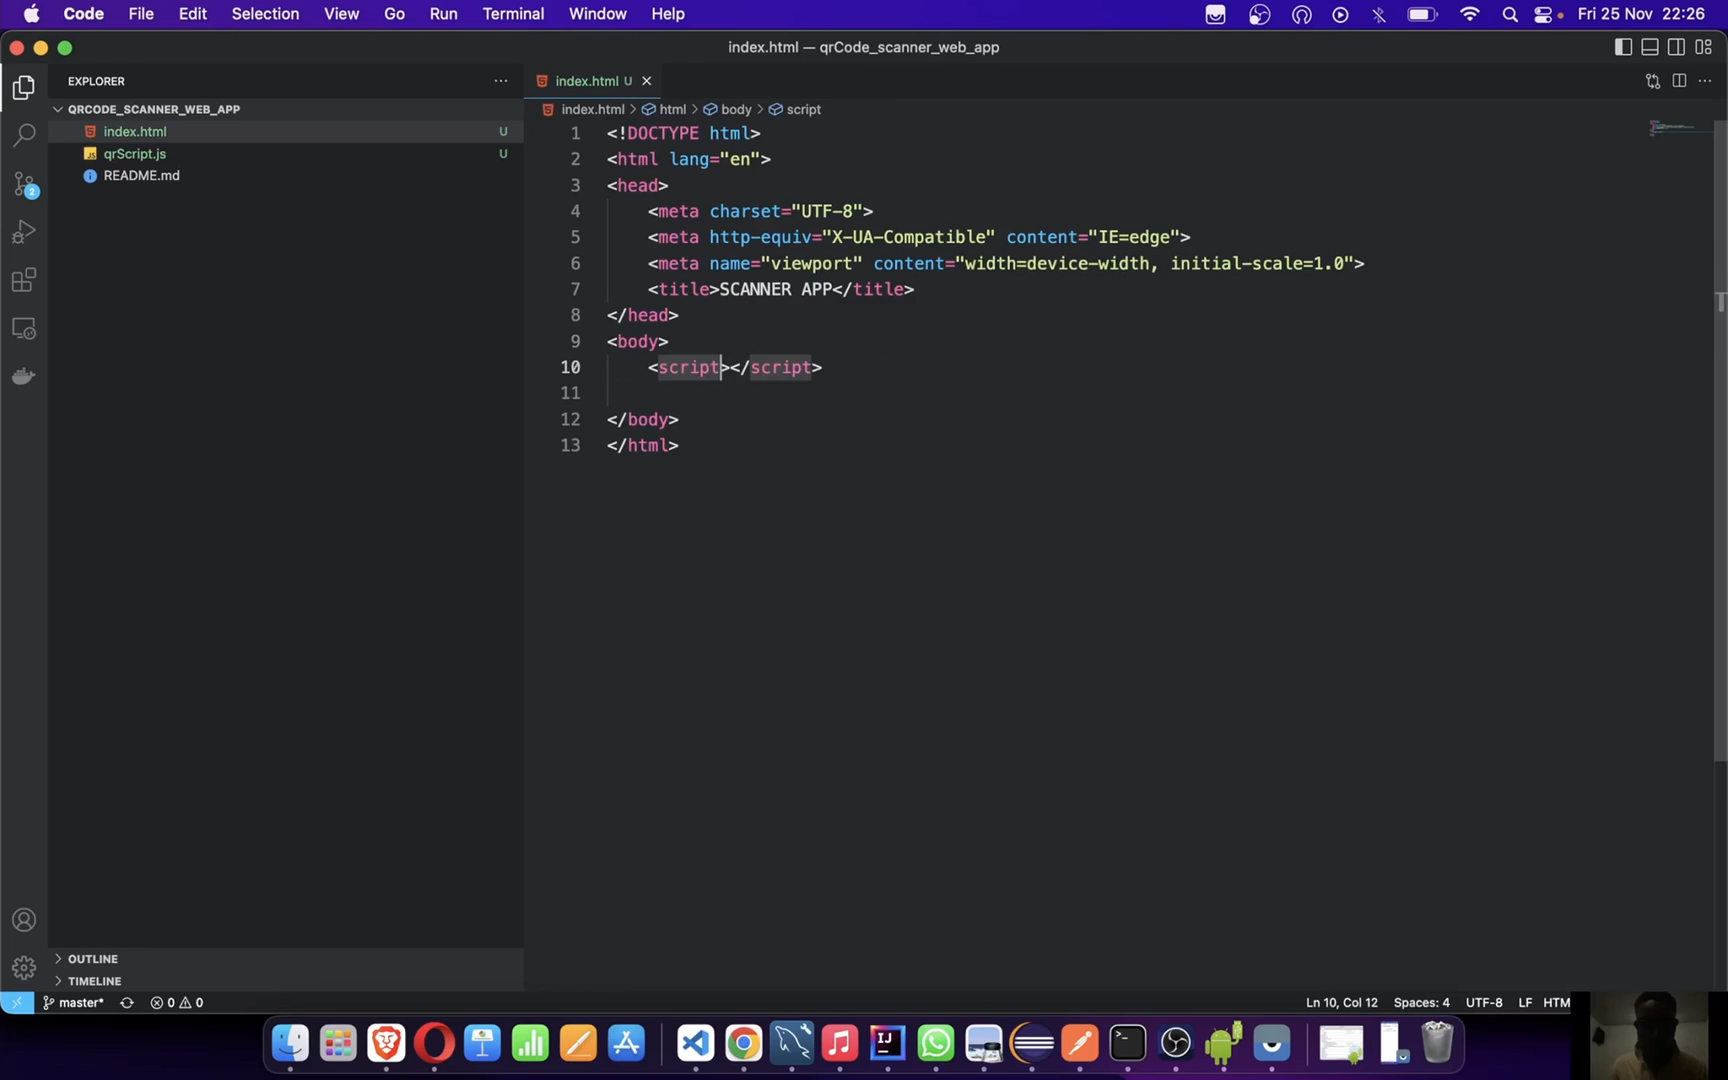 Code File Edit Selection View Go Run Terminal Window Help Fri 25 Nov 22:26
index.html — qrCode_scanner_web_app
EXPLORER
index.html U
QRCODE_SCANNER_WEB_APP
index.html U
qrScript.js U
README.md
2
index.html > html > body > script
1 <!DOCTYPE html>
2 <html lang="en">
3 <head>
4 <meta charset="UTF-8">
5 <meta http-equiv="X-UA-Compatible" content="IE=edge">
6 <meta name="viewport" content="width=device-width, initial-scale=1.0">
7 <title>SCANNER APP</title>
8 </head>
9 <body>
10 <script></script>
11
12 </body>
13 </html>
OUTLINE
TIMELINE
master* 0 0 Ln 10, Col 12 Spaces: 4 UTF-8 LF HTM
IJ